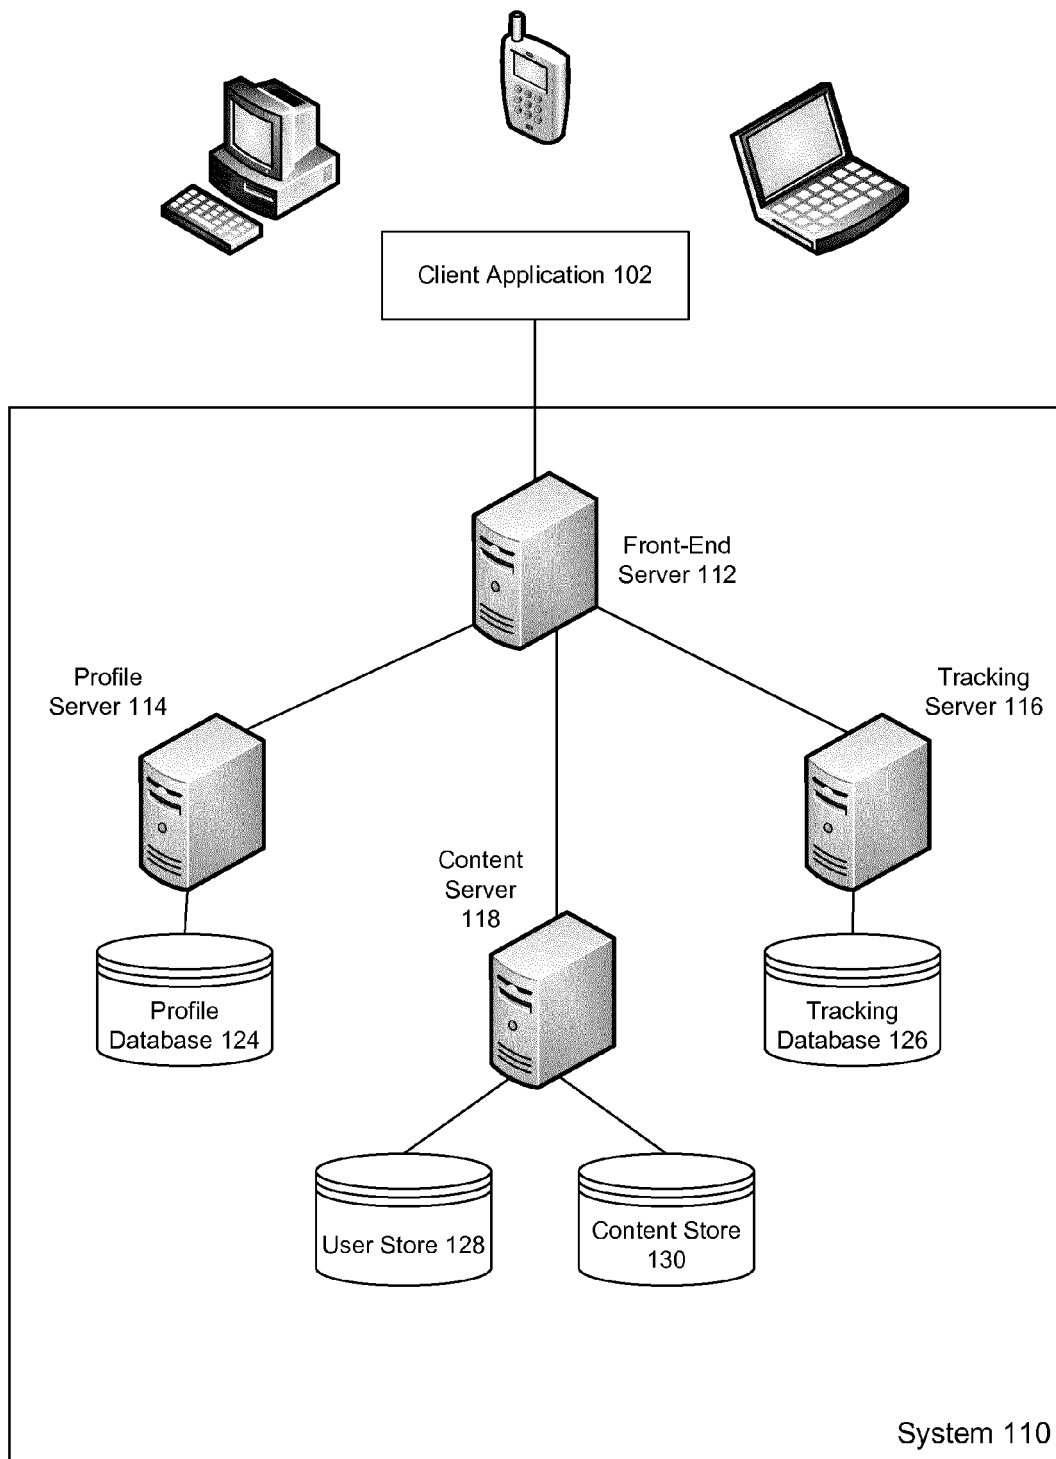 Client Application 102
Front-End
Server 112
Profile
Server 114
Tracking
Server 116
Content
Server
118
Profile
Database 124
Tracking
Database 126
User Store 128
Content Store
130
System 110